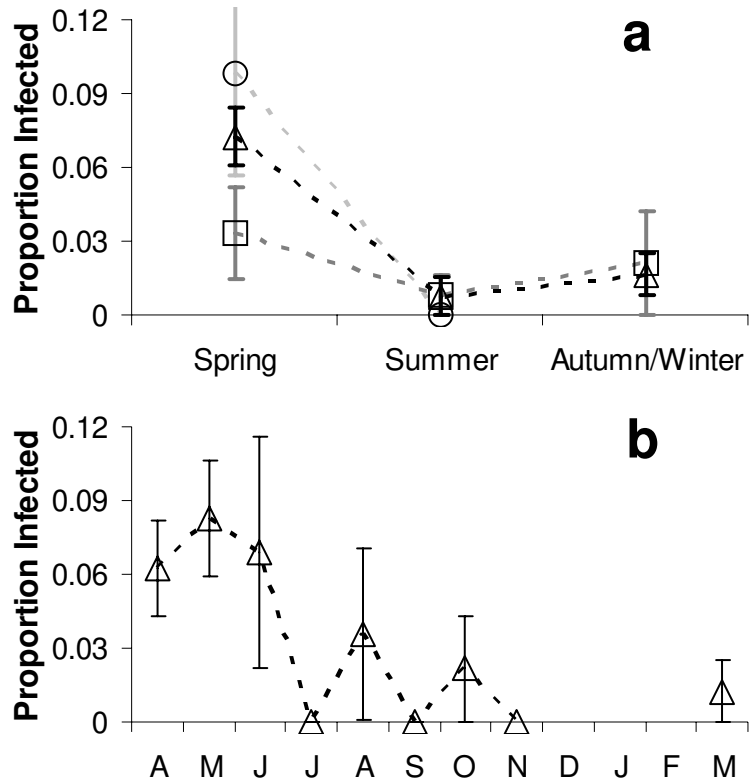 a
Proportion Infected
0.12
0.09
0.06
0.03
0
Spring Summer Autumn/Winter
b
Proportion Infected
0.12
0.09
0.06
0.03
0
A M J J A S O N D J F M